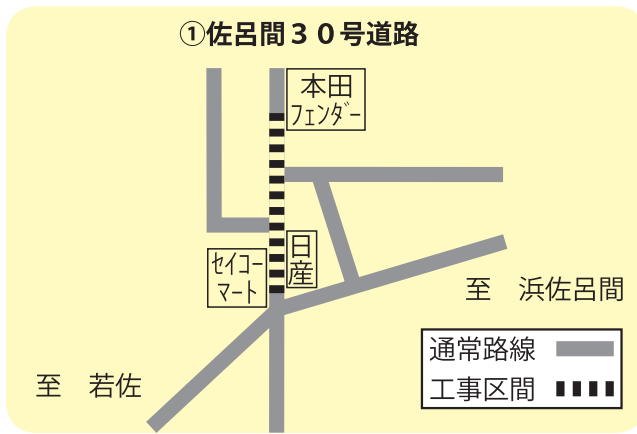 ①佐呂間３０号道路
本田
フェンダー
日産
セイコー
マート
至　浜佐呂間
至　若佐
通常路線
工事区間